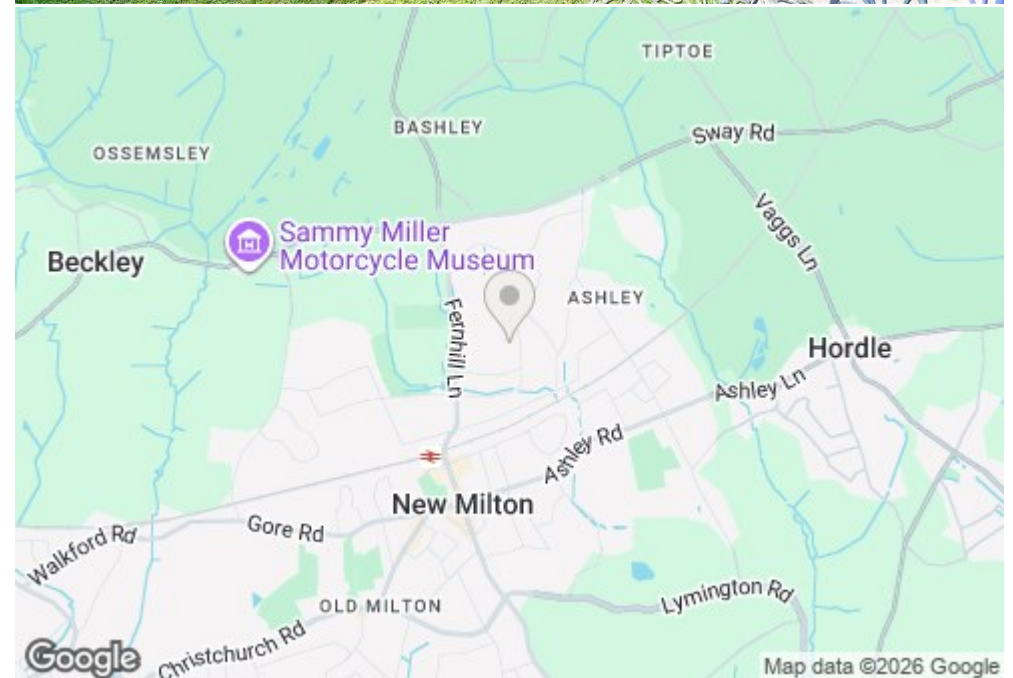 TIPTOE
BASHLEY
Sway Rd
OSSEMSLEY
Vaggs Ln
Sammy Miller
Motorcycle Museum
Beckley
ASHLEY
Fernhill Ln
Hordle
Ashley Ln
Ashley Rd
New Milton
Gore Rd
Walkford Rd
Lymington Rd
OLD MILTON
Christchurch Rd
Google
Map data ©2026 Google